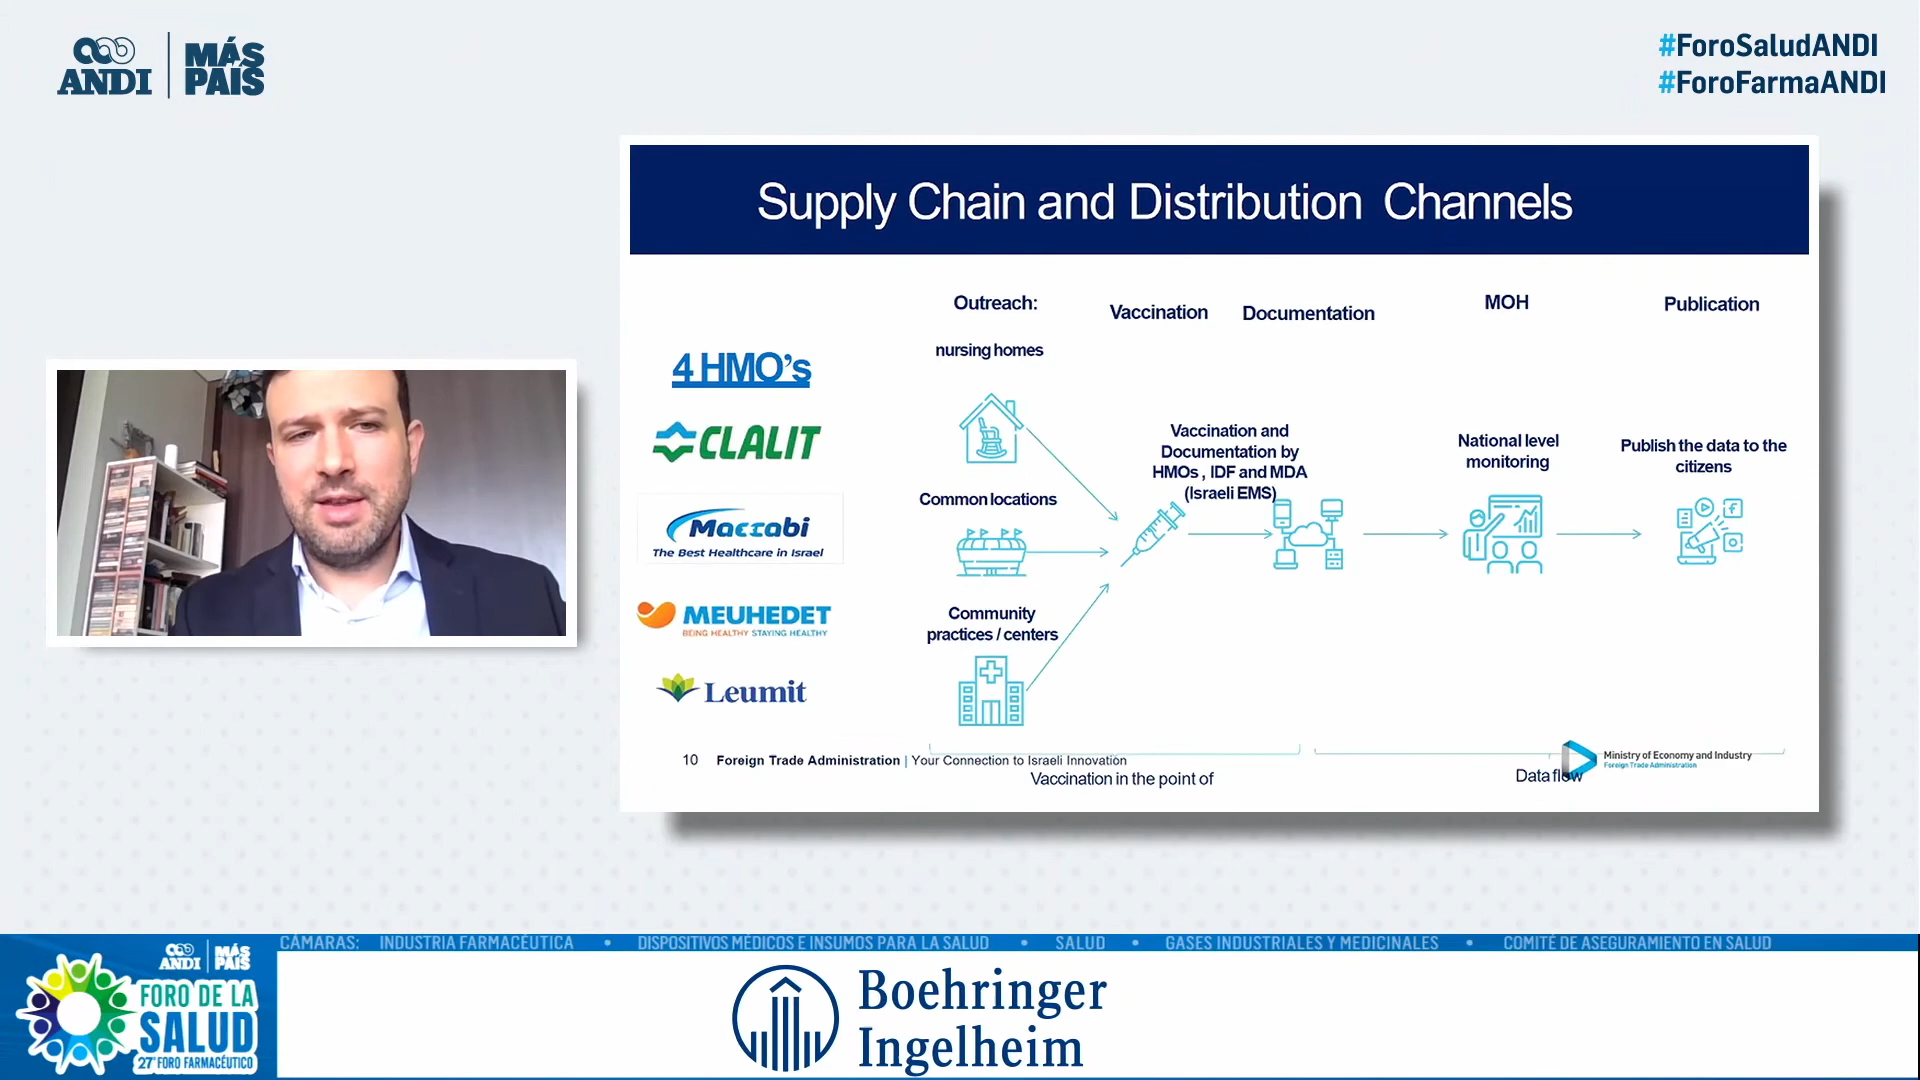 ANDI
MÁS
PAÍS
#ForoSaludANDI
#ForoFarmaANDI
Supply Chain and Distribution Channels
Outreach:
Vaccination
Documentation
MOH
Publication
4 HMO's
CLALIT
Maccabi
The Best Healthcare in Israel
MEUHEDET
BEING HEALTHY STAYING HEALTHY
Leumit
nursing homes
Common locations
Community
practices / centers
Vaccination and
Documentation by
HMOs , IDF and MDA
(Israeli EMS)
National level
monitoring
Publish the data to the
citizens
10 Foreign Trade Administration | Your Connection to Israeli Innovation
Vaccination in the point of
Data flow
Ministry of Economy and Industry
Foreign Trade Administration
CÁMARAS: INDUSTRIA FARMACÉUTICA • DISPOSITIVOS MÉDICOS E INSUMOS PARA LA SALUD • SALUD • GASES INDUSTRIALES Y MEDICINALES • COMITÉ DE ASEGURAMIENTO EN SALUD
ANDI
MÁS
PAÍS
FORO DE LA
SALUD
27° FORO FARMACÉUTICO
Boehringer
Ingelheim